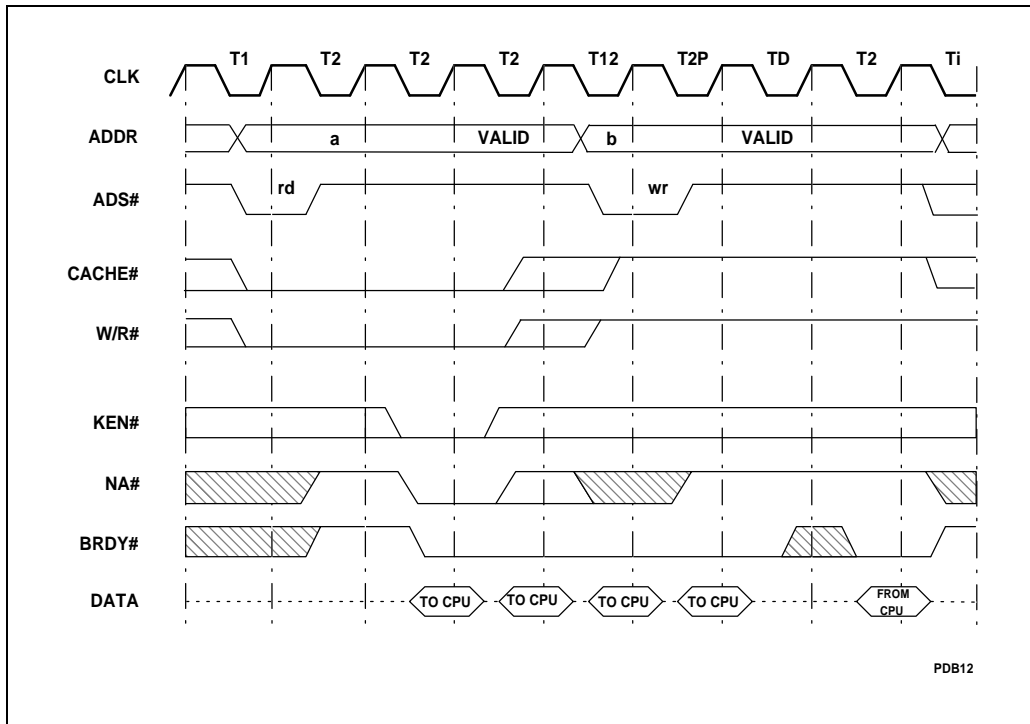 T1 T2 T2 T2 T12 T2P TD T2 Ti
CLK
ADDR a VALID b VALID
ADS# rd wr
CACHE#
W/R#
KEN#
NA#
BRDY#
DATA TO CPU TO CPU TO CPU TO CPU FROM
CPU
PDB12